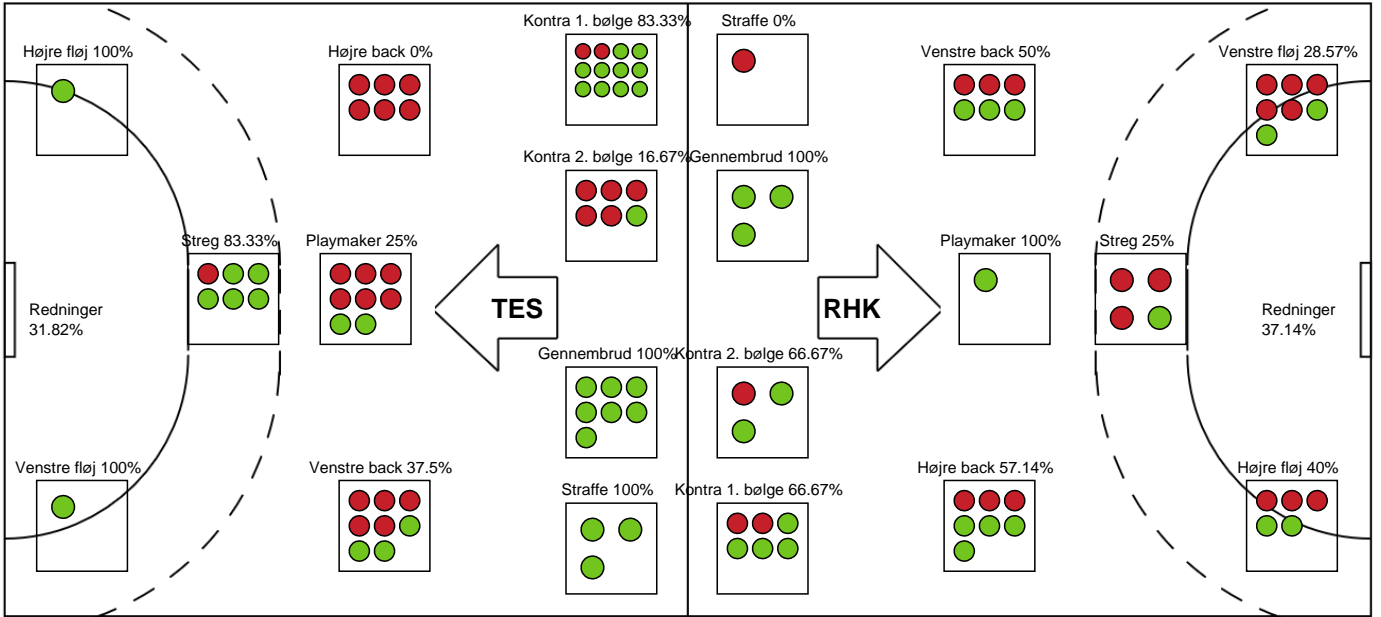 Kontra 1. bølge 83.33%
Straffe 0%
Højre fløj 100%
Højre back 0%
Venstre back 50%
Venstre fløj 28.57%
Kontra 2. bølge 16.67%
Gennembrud 100%
Streg 83.33%
Playmaker 25%
Playmaker 100%
Streg 25%
TES
RHK
Redninger
31.82%
Redninger
37.14%
Gennembrud 100%
Kontra 2. bølge 66.67%
Venstre fløj 100%
Venstre back 37.5%
Straffe 100%
Kontra 1. bølge 66.67%
Højre back 57.14%
Højre fløj 40%